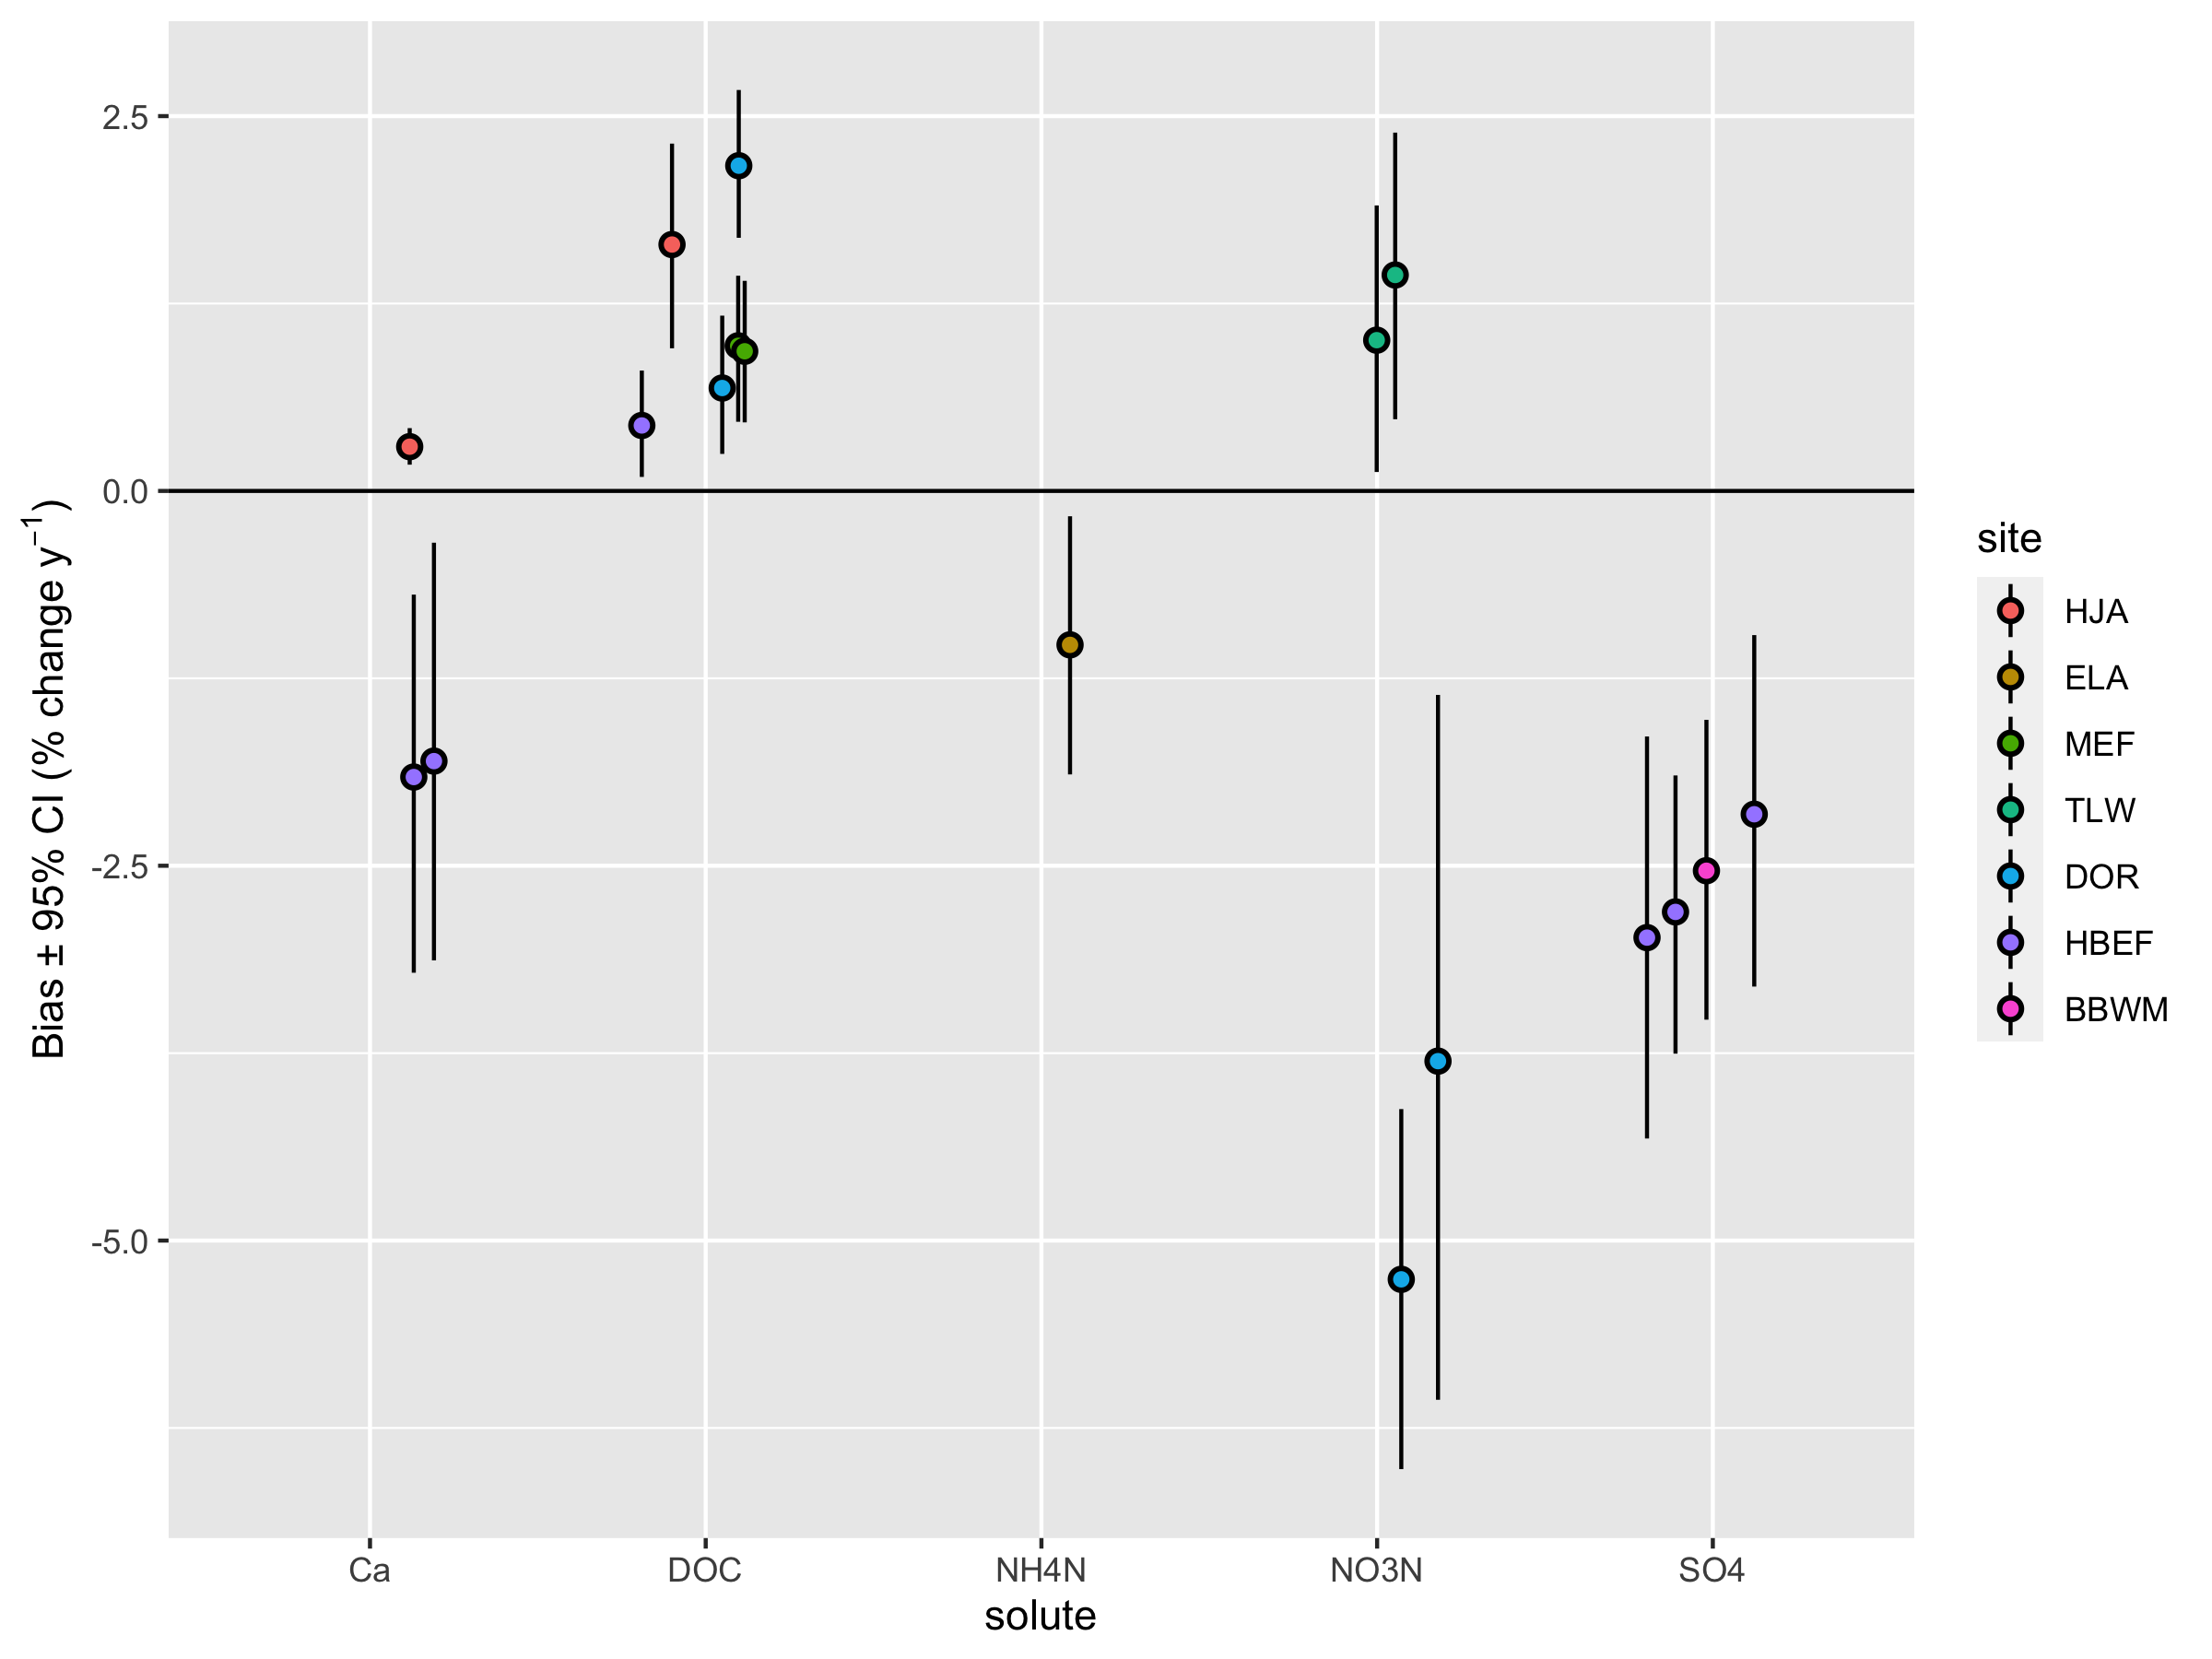 2.5
0.0
-2.5
-5.0
Bias ± 95% CI (% change y⁻¹)
Ca DOC NH4N NO3N SO4
solute
site
HJA
ELA
MEF
TLW
DOR
HBEF
BBWM